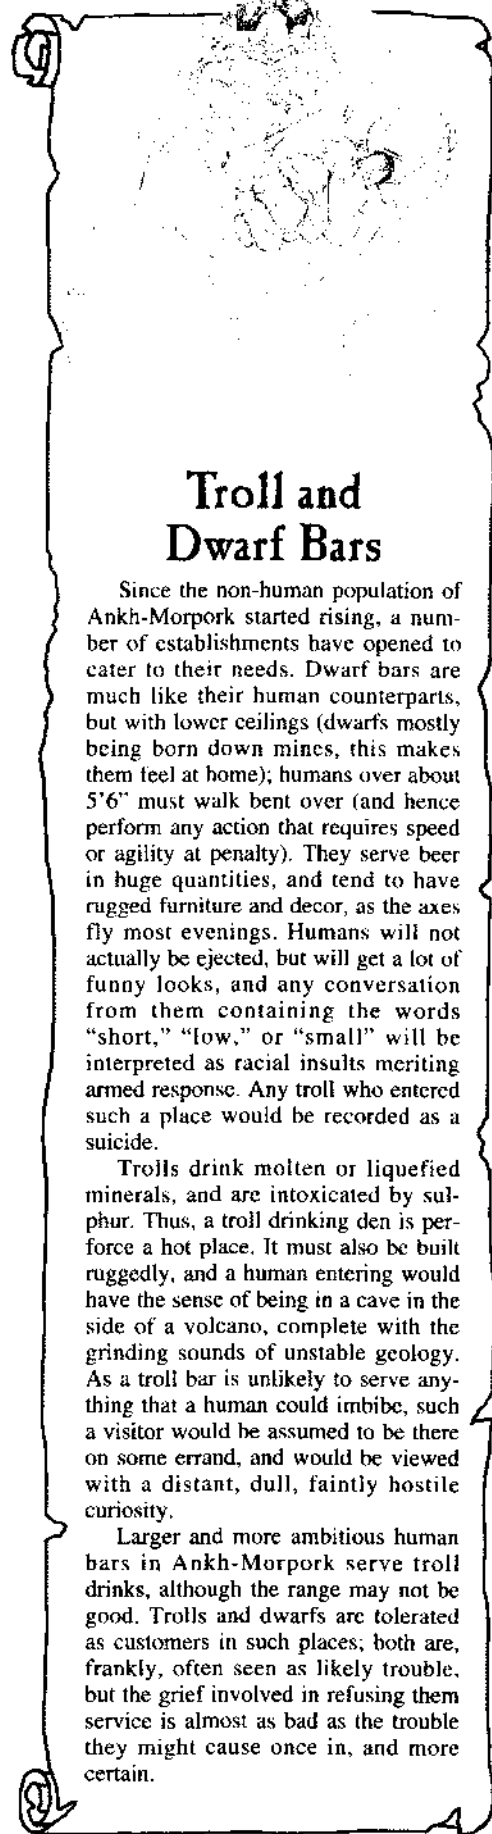 Troll and
Dwarf Bars
Since the non-human population of
Ankh-Morpork started rising, a num-
ber of establishments have opened to
cater to their needs. Dwarf bars are
much like their human counterparts,
but with lower ceilings (dwarfs mostly
being born down mines, this makes
them feel at home); humans over about
5'6" must walk bent over (and hence
perform any action that requires speed
or agility at penalty). They serve beer
in huge quantities, and tend to have
rugged furniture and decor, as the axes
fly most evenings. Humans will not
actually be ejected, but will get a lot of
funny looks, and any conversation
from them containing the words
“short,” “low,” or “small” will be
interpreted as racial insults meriting
armed response. Any troll who entered
such a place would be recorded as a
suicide.
Trolls drink molten or liquefied
minerals, and are intoxicated by sul-
phur. Thus, a troll drinking den is per-
force a hot place. It must also be built
ruggedly, and a human entering would
have the sense of being in a cave in the
side of a volcano, complete with the
grinding sounds of unstable geology.
As a troll bar is unlikely to serve any-
thing that a human could imbibe, such
a visitor would be assumed to be there
on some errand, and would be viewed
with a distant, dull, faintly hostile
curiosity.
Larger and more ambitious human
bars in Ankh-Morpork serve troll
drinks, although the range may not be
good. Trolls and dwarfs are tolerated
as customers in such places; both are,
frankly, often seen as likely trouble,
but the grief involved in refusing them
service is almost as bad as the trouble
they might cause once in, and more
certain.